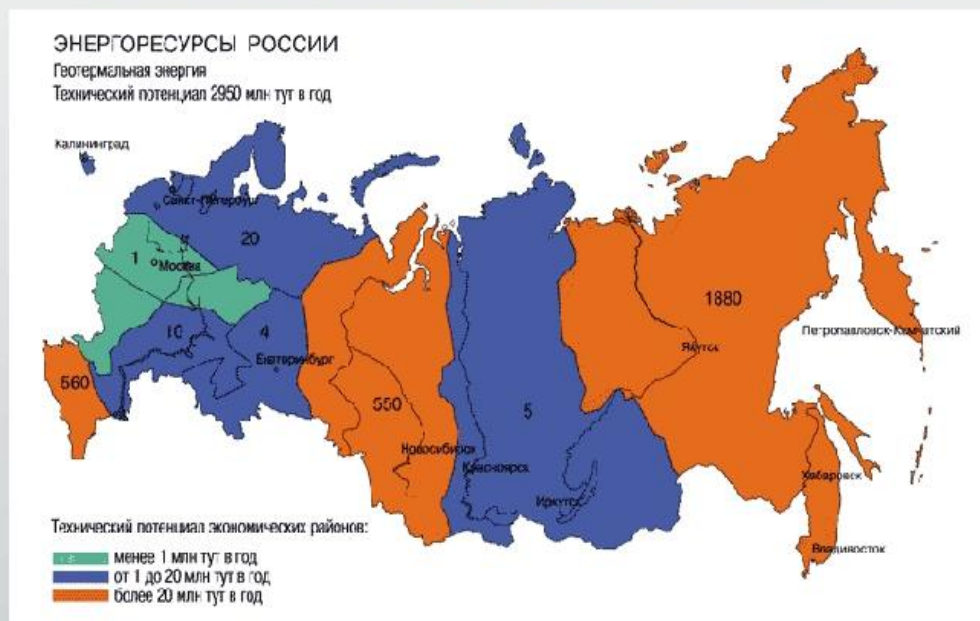 ЭНЕРГОРЕСУРСЫ РОССИИ
Геотермальная энергия
Технический потенциал 2950 млн тут в год
Калининград
Санкт-Петербург
20
1
Москва
10
4
Екатеринбург
560
550
Новосибирск
Красноярск
5
Иркутск
1880
Якутск
Петропавловск-Камчатский
Хабаровск
Владивосток
Технический потенциал экономических районов:
менее 1 млн тут в год
от 1 до 20 млн тут в год
более 20 млн тут в год